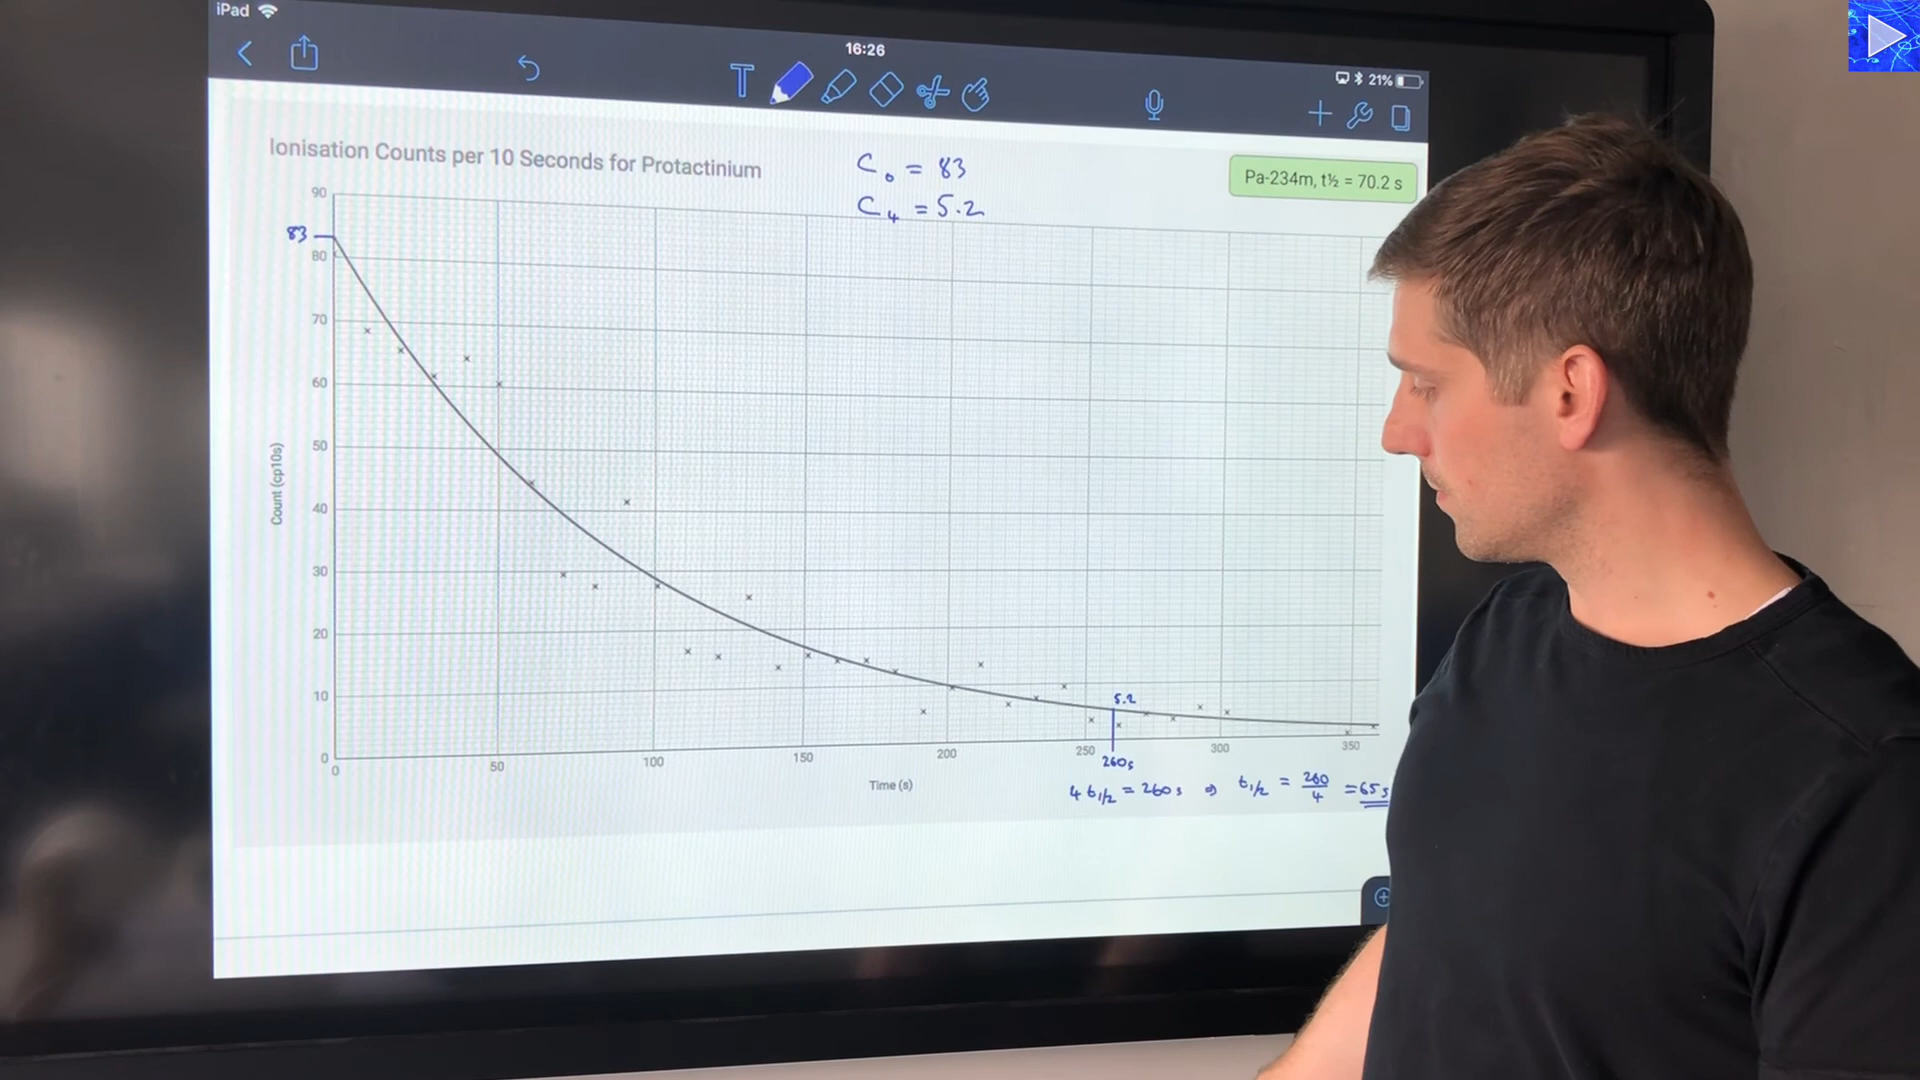 iPad
16:26
21%
T
Ionisation Counts per 10 Seconds for Protactinium
C₀ = 83
C₄ = 5.2
Pa-234m, t½ = 70.2 s
90
83
80
70
60
50
40
30
20
10
0
Count (cp10s)
5.2
0
50
100
150
200
250
300
350
260s
Time (s)
4 t1/2 = 260s ⇒ t1/2 = 260/4 = 65s